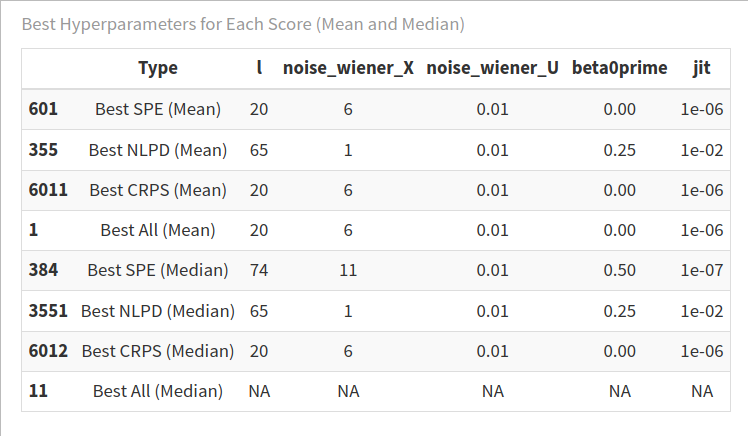 Best Hyperparameters for Each Score (Mean and Median)
Type l noise_wiener_X noise_wiener_U beta0prime jit
601 Best SPE (Mean) 20 6 0.01 0.00 1e-06
355 Best NLPD (Mean) 65 1 0.01 0.25 1e-02
6011 Best CRPS (Mean) 20 6 0.01 0.00 1e-06
1 Best All (Mean) 20 6 0.01 0.00 1e-06
384 Best SPE (Median) 74 11 0.01 0.50 1e-07
3551 Best NLPD (Median) 65 1 0.01 0.25 1e-02
6012 Best CRPS (Median) 20 6 0.01 0.00 1e-06
11 Best All (Median) NA NA NA NA NA